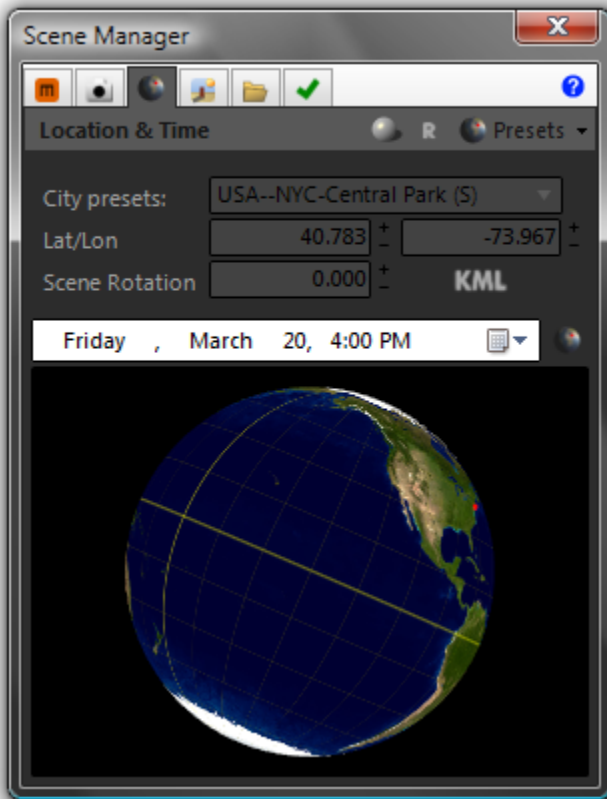 Scene Manager
m
?
Location & Time R Presets
City presets: USA--NYC-Central Park (S)
Lat/Lon 40.783 + - -73.967 + -
Scene Rotation 0.000 + - KML
Friday , March 20, 4:00 PM